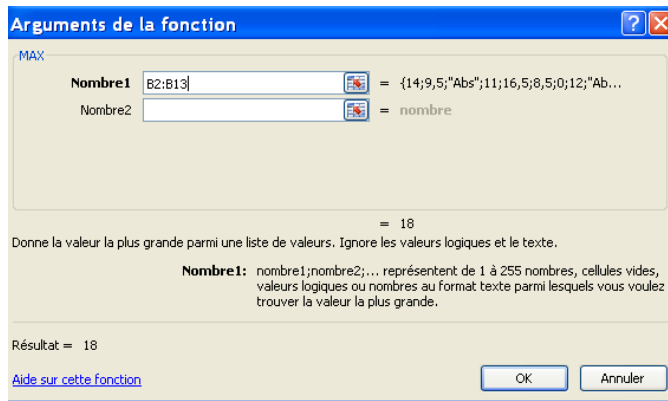 Arguments de la fonction
MAX
Nombre1 B2:B13 = {14;9,5;"Abs";11;16,5;8,5;0;12;"Ab...
Nombre2 = nombre
= 18
Donne la valeur la plus grande parmi une liste de valeurs. Ignore les valeurs logiques et le texte.
Nombre1: nombre1;nombre2;... représentent de 1 à 255 nombres, cellules vides,
valeurs logiques ou nombres au format texte parmi lesquels vous voulez
trouver la valeur la plus grande.
Résultat = 18
Aide sur cette fonction OK Annuler